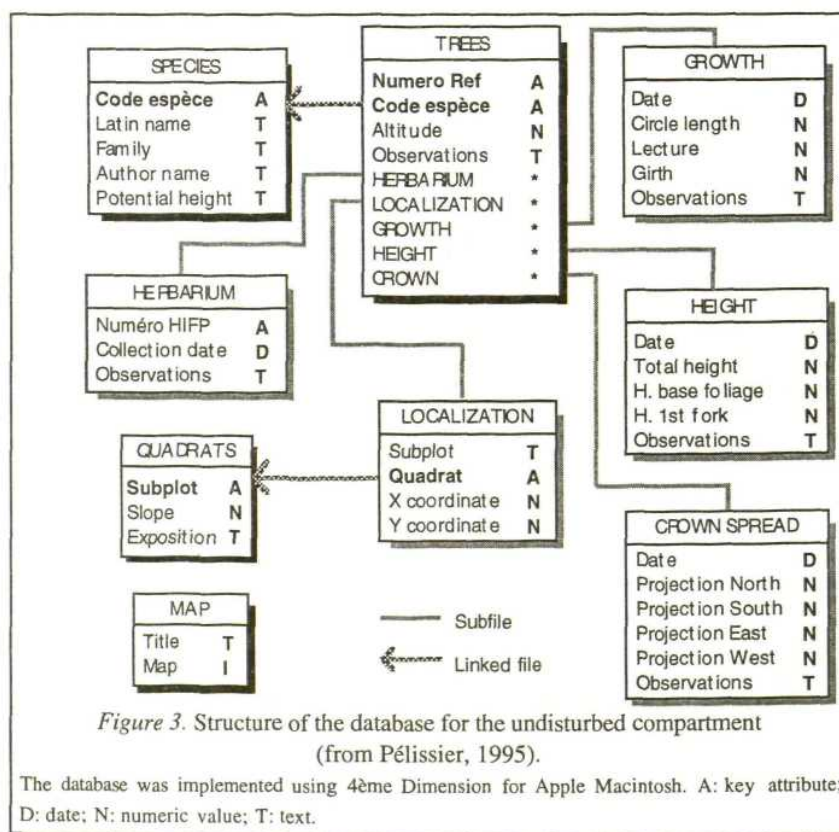 TREES
Numero Ref A
Code espèce A
Altitude N
Observations T
HERBARIUM *
LOCALIZATION *
GROWTH *
HEIGHT *
CROWN *
SPECIES
Code espèce A
Latin name T
Family T
Author name T
Potential height T
GROWTH
Date D
Circle length N
Lecture N
Girth N
Observations T
HERBARIUM
Numéro HIFP A
Collection date D
Observations T
HEIGHT
Date D
Total height N
H. base foliage N
H. 1st fork N
Observations T
LOCALIZATION
Subplot T
Quadrat A
X coordinate N
Y coordinate N
QUADRATS
Subplot A
Slope N
Exposition T
CROWN SPREAD
Date D
Projection North N
Projection South N
Projection East N
Projection West N
Observations T
MAP
Title T
Map I
Subfile
Linked file
Figure 3. Structure of the database for the undisturbed compartment
(from Pélissier, 1995).
The database was implemented using 4ème Dimension for Apple Macintosh. A: key attribute;
D: date; N: numeric value; T: text.